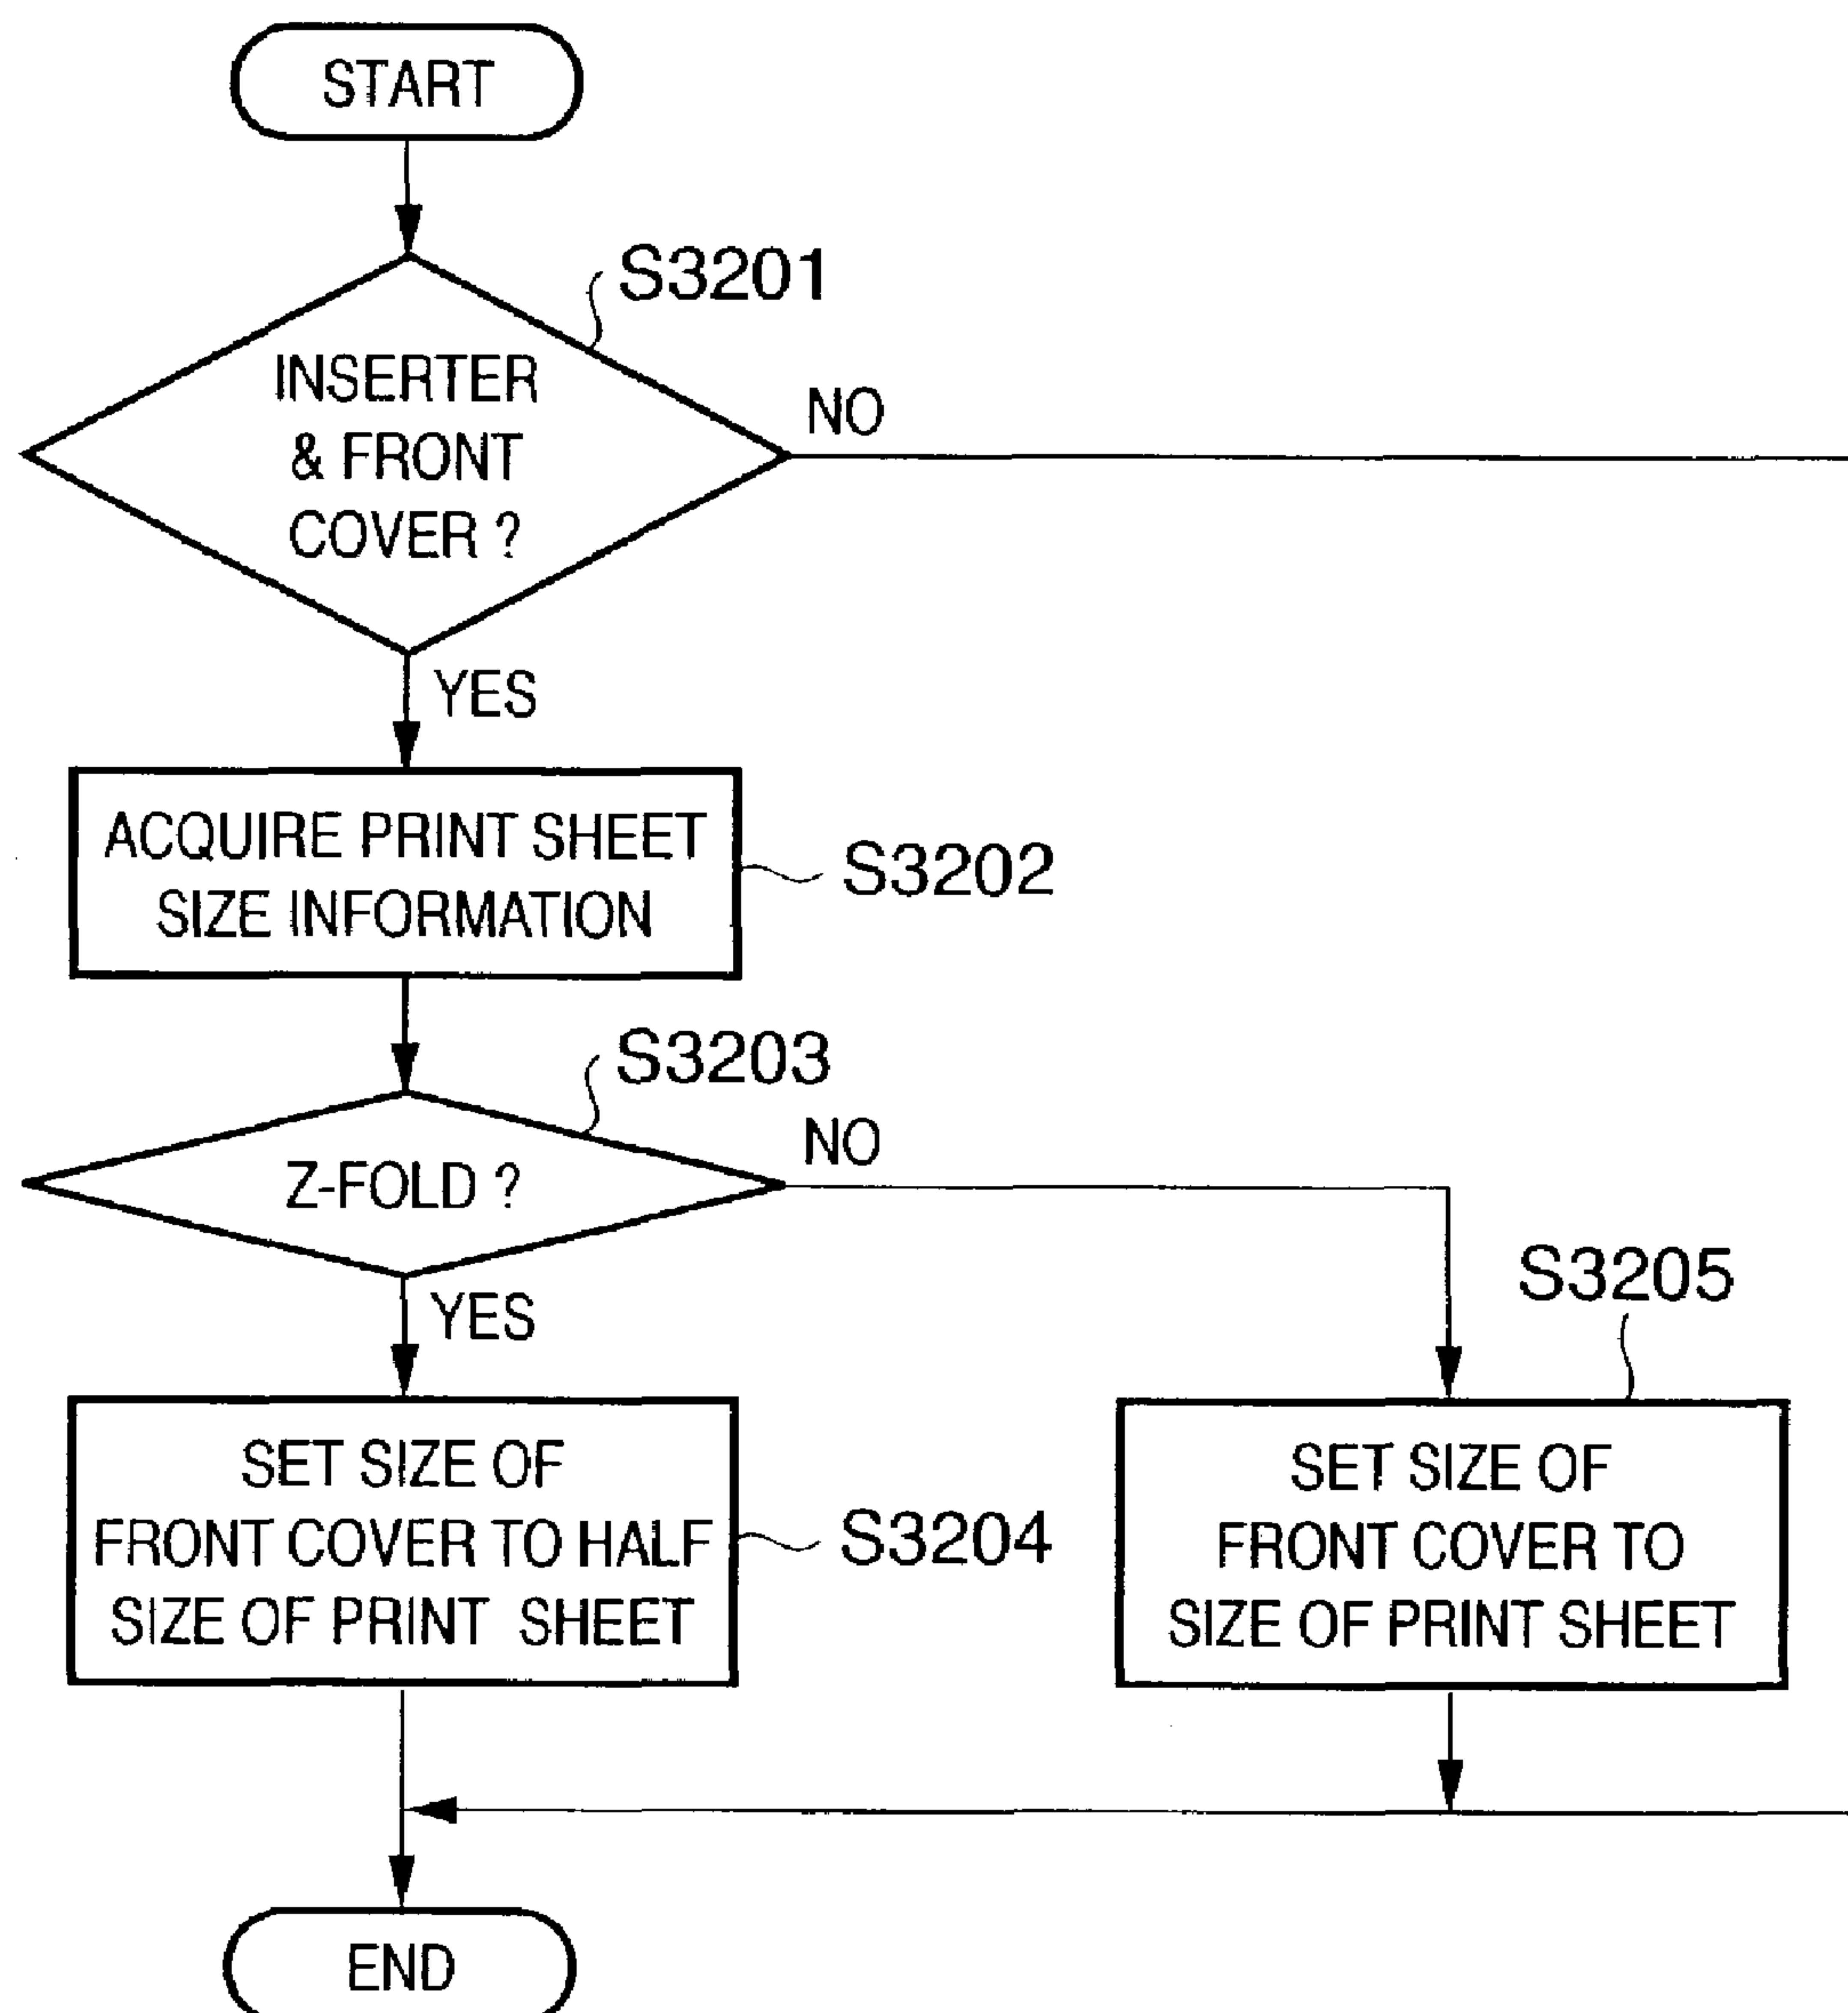 START
S3201
INSERTER
& FRONT
COVER ?
NO
YES
ACQUIRE PRINT SHEET
SIZE INFORMATION
S3202
S3203
Z-FOLD ?
NO
YES
S3205
SET SIZE OF
FRONT COVER TO HALF
SIZE OF PRINT SHEET
S3204
SET SIZE OF
FRONT COVER TO
SIZE OF PRINT SHEET
END